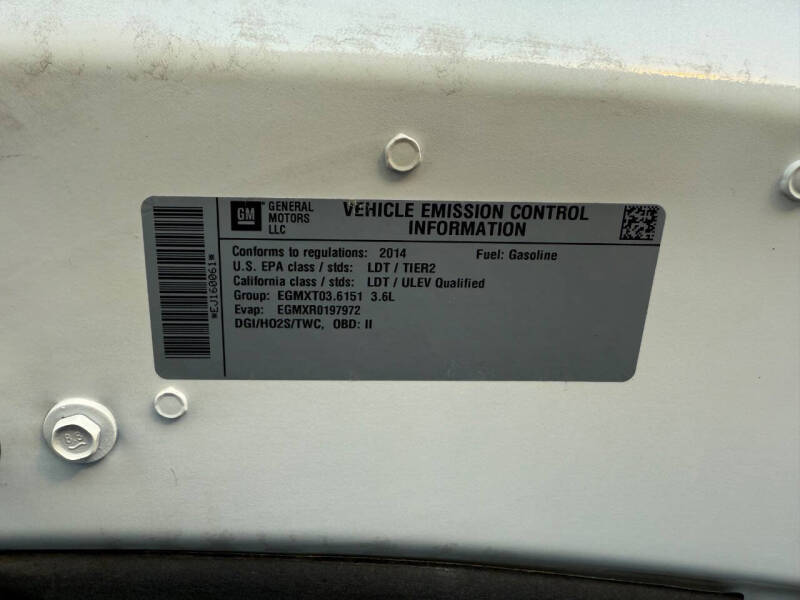 *EJ160061*
GM
GENERAL
MOTORS
LLC
VEHICLE EMISSION CONTROL
INFORMATION
Conforms to regulations: 2014 Fuel: Gasoline
U.S. EPA class / stds: LDT / TIER2
California class / stds: LDT / ULEV Qualified
Group: EGMXT03.6151 3.6L
Evap: EGMXR0197972
DGI/HO2S/TWC, OBD: II